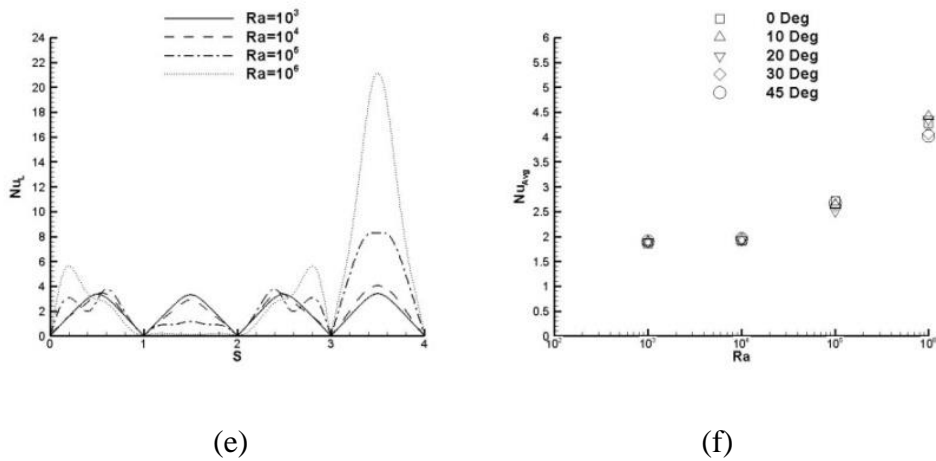 Ra=10³
Ra=10⁴
Ra=10⁵
Ra=10⁶
24
22
20
18
16
14
12
10
8
6
4
2
0
Nu_L
0 1 2 3 4
S
(e)
0 Deg
10 Deg
20 Deg
30 Deg
45 Deg
6
5.5
5
4.5
4
3.5
3
2.5
2
1.5
1
0.5
0
Nu_Avg
10² 10³ 10⁴ 10⁵ 10⁶
Ra
(f)